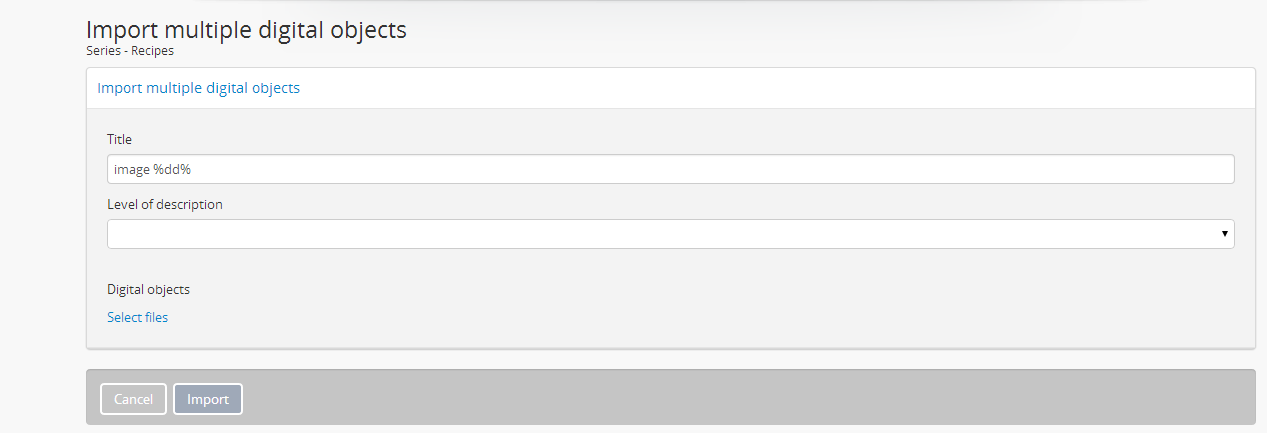 Import multiple digital objects
Series - Recipes
Import multiple digital objects
Title
image %dd%
Level of description
Digital objects
Select files
Cancel
Import